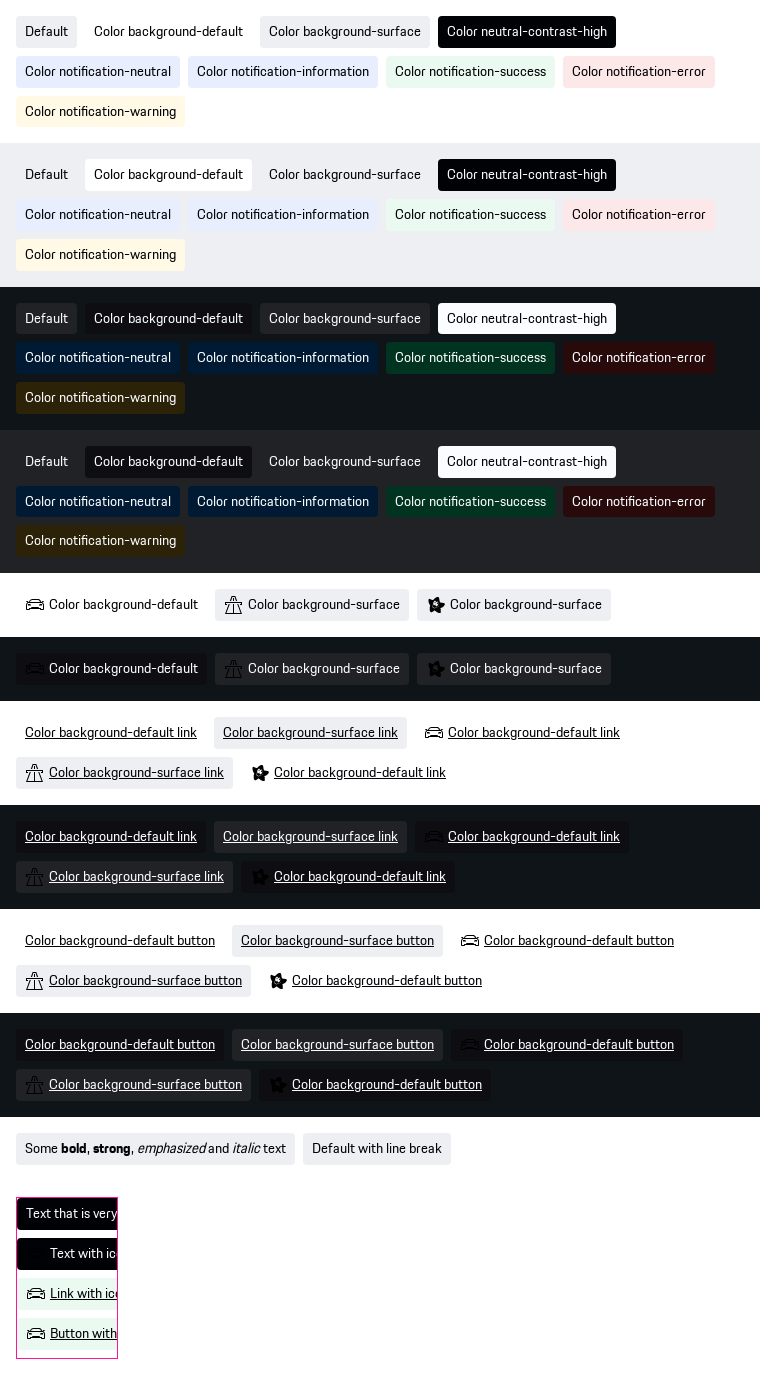 Default Color background-default Color background-surface Color neutral-contrast-high
Color notification-neutral Color notification-information Color notification-success Color notification-error
Color notification-warning
Default Color background-default Color background-surface Color neutral-contrast-high
Color notification-neutral Color notification-information Color notification-success Color notification-error
Color notification-warning
Default Color background-default Color background-surface Color neutral-contrast-high
Color notification-neutral Color notification-information Color notification-success Color notification-error
Color notification-warning
Default Color background-default Color background-surface Color neutral-contrast-high
Color notification-neutral Color notification-information Color notification-success Color notification-error
Color notification-warning
Color background-default Color background-surface Color background-surface
Color background-default Color background-surface Color background-surface
Color background-default link Color background-surface link Color background-default link
Color background-surface link Color background-default link
Color background-default link Color background-surface link Color background-default link
Color background-surface link Color background-default link
Color background-default button Color background-surface button Color background-default button
Color background-surface button Color background-default button
Color background-default button Color background-surface button Color background-default button
Color background-surface button Color background-default button
Some bold, strong, emphasized and italic text Default with line break
Text that is very
Text with
Link with
Button with